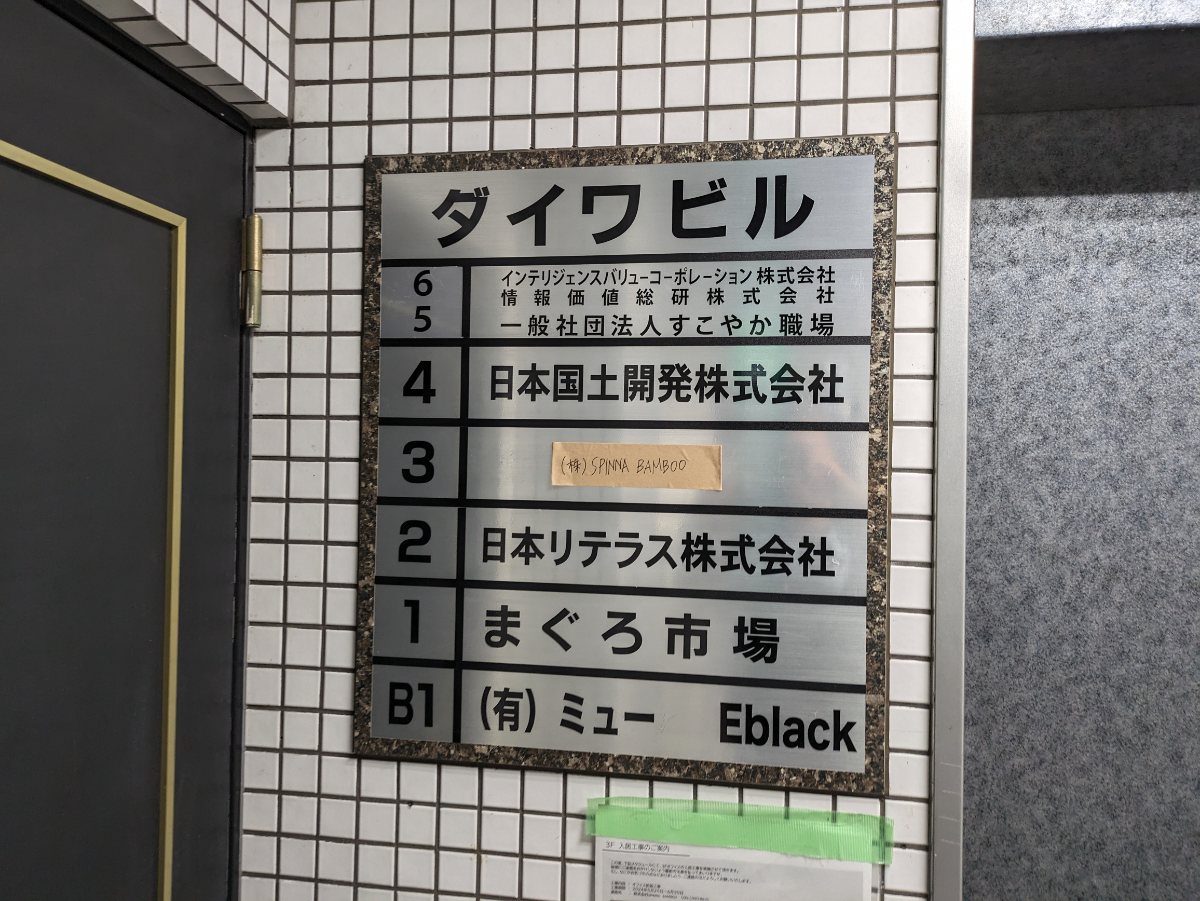 ダイワビル
6 インテリジェンスバリューコーポレーション株式会社
情報価値総研株式会社
5 一般社団法人すこやか職場
4 日本国土開発株式会社
3 (株) SPINNA BAMBOO
2 日本リテラス株式会社
1 まぐろ市場
B1 (有) ミュー Eblack
3F 入居工事のご案内